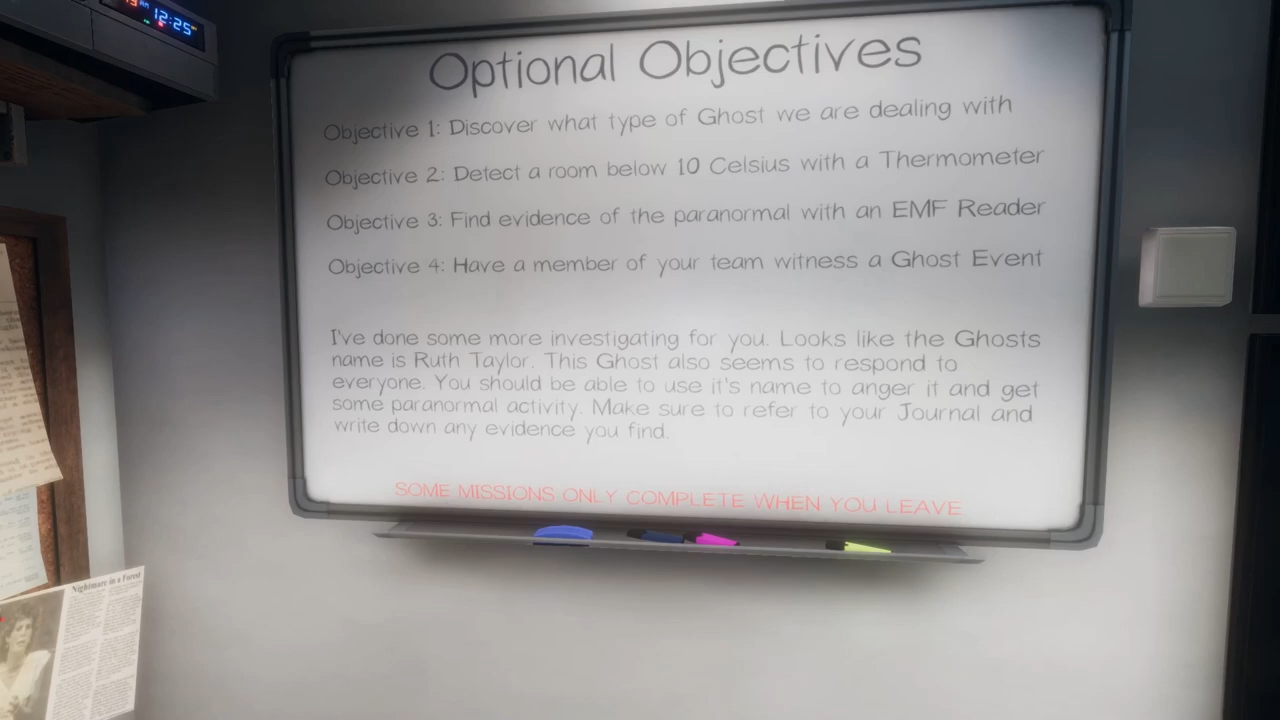 12:25
Optional Objectives
Objective 1: Discover what type of Ghost we are dealing with
Objective 2: Detect a room below 10 Celsius with a Thermometer
Objective 3: Find evidence of the paranormal with an EMF Reader
Objective 4: Have a member of your team witness a Ghost Event
I've done some more investigating for you. Looks like the Ghosts
name is Ruth Taylor. This Ghost also seems to respond to
everyone. You should be able to use it's name to anger it and get
some paranormal activity. Make sure to refer to your Journal and
write down any evidence you find.
SOME MISSIONS ONLY COMPLETE WHEN YOU LEAVE
Nightmare in a Forest